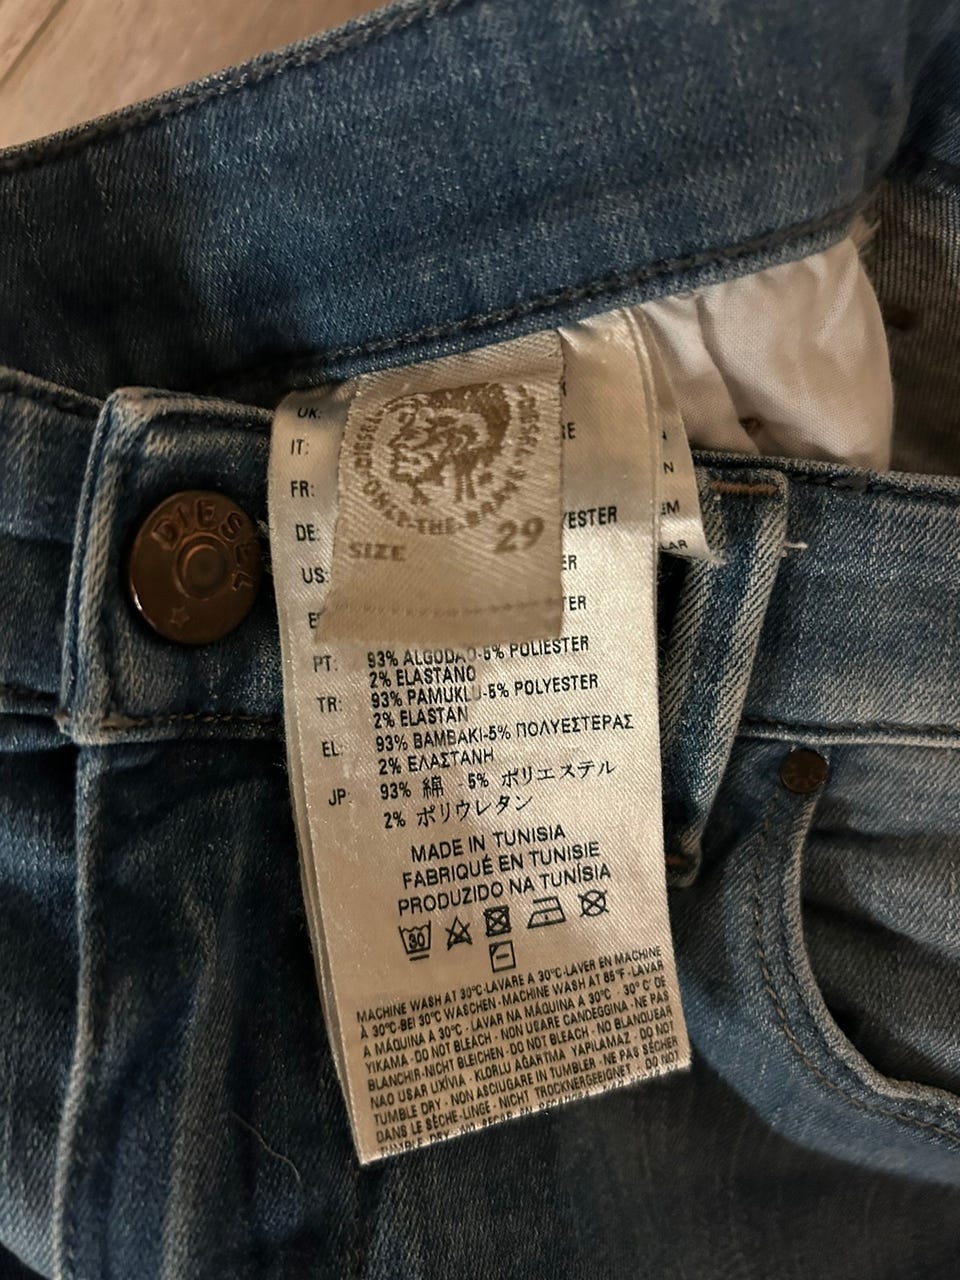 DIESEL
DIESEL
ONLY·THE·BRAVE
SIZE 29
UK:
IT:
FR:
DE:
US:
PT: 93% ALGODÃO-5% POLIESTER
2% ELASTANO
TR: 93% PAMUKLU-5% POLYESTER
2% ELASTAN
EL: 93% ΒΑΜΒΑΚΙ-5% ΠΟΛΥΕΣΤΕΡΑΣ
2% ΕΛΑΣΤΑΝΗ
JP: 93% 綿 -5% ポリエステル
2% ポリウレタン
MADE IN TUNISIA
FABRIQUÉ EN TUNISIE
PRODUZIDO NA TUNÍSIA
30
MACHINE WASH AT 30°C-LAVARE A 30°C-LAVER EN MACHINE
À 30°C-BEI 30°C WASCHEN-MACHINE WASH AT 85°F-LAVAR
A MÁQUINA A 30°C - LAVAR NA MÁQUINA A 30°C - 30°C' DE
YIKAMA - DO NOT BLEACH - NON USARE CANDEGGINA - NE PAS
BLANCHIR-NICHT BLEICHEN-DO NOT BLEACH-NO BLANQUEAR
NAO USAR LIXÍVIA - KLORLU AĞARTMA YAPILAMAZ - DO NOT
TUMBLE DRY - NON ASCIUGARE IN TUMBLER - NE PAS SÉCHER
DANS LE SÈCHE-LINGE - NICHT TROCKNERGEEIGNET - DO NOT
TUMBLE DRY